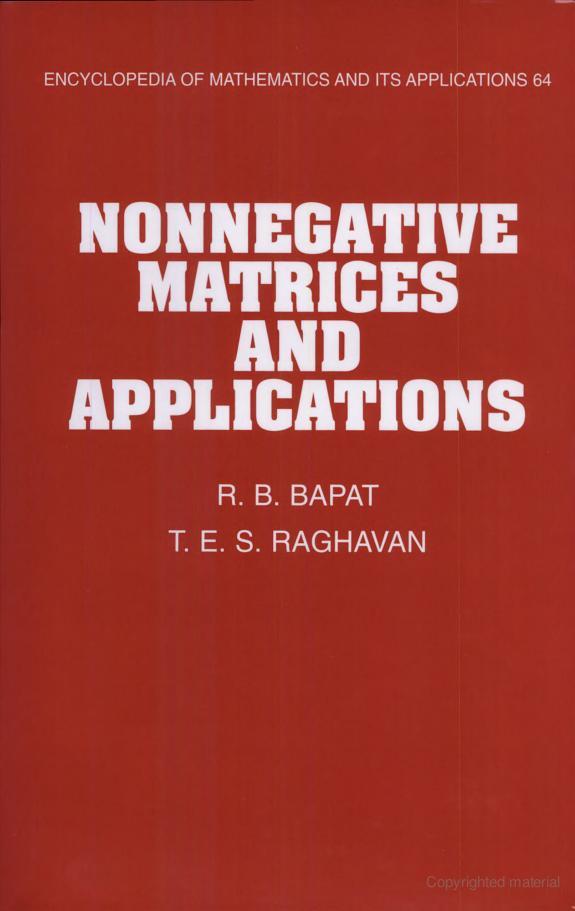 ENCYCLOPEDIA OF MATHEMATICS AND ITS APPLICATIONS 64
NONNEGATIVE
MATRICES
AND
APPLICATIONS
R. B. BAPAT
T. E. S. RAGHAVAN
Copyrighted material